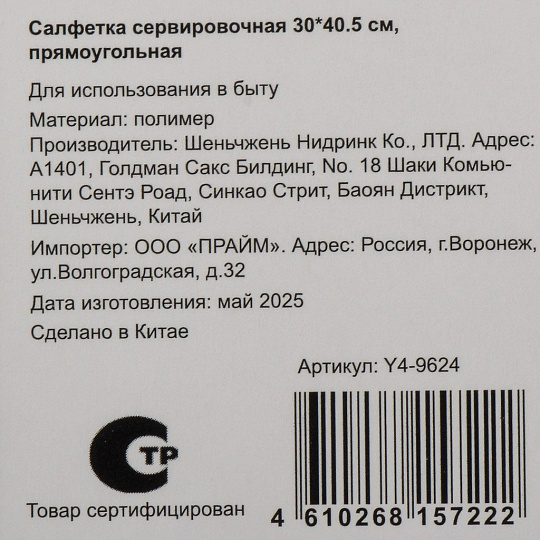 Салфетка сервировочная 30*40.5 см,
прямоугольная
Для использования в быту
Материал: полимер
Производитель: Шеньчжень Нидринк Ко., ЛТД. Адрес:
А1401, Голдман Сакс Билдинг, No. 18 Шаки Комью-
нити Сентэ Роад, Синкао Стрит, Баоян Дистрикт,
Шеньчжень, Китай
Импортер: ООО «ПРАЙМ». Адрес: Россия, г.Воронеж,
ул.Волгоградская, д.32
Дата изготовления: май 2025
Сделано в Китае
Артикул: Y4-9624
СТР
Товар сертифицирован
4 610268 157222